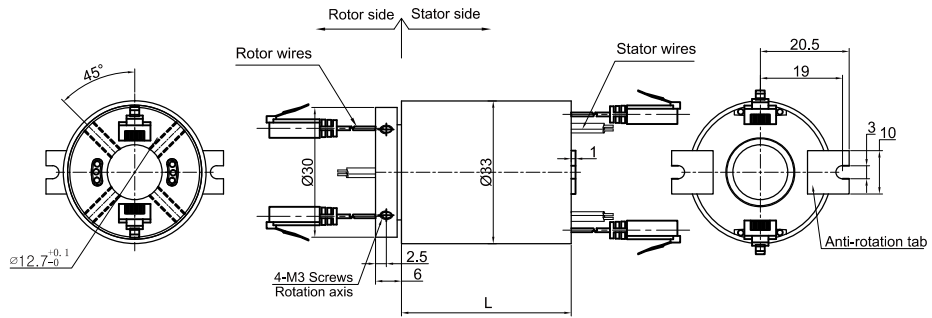 Rotor side Stator side
Rotor wires
Stator wires
20.5
19
45°
3
10
Ø30
Ø33
1
Anti-rotation tab
Ø12.7+0.1 -0
2.5
4-M3 Screws
6
Rotation axis
L